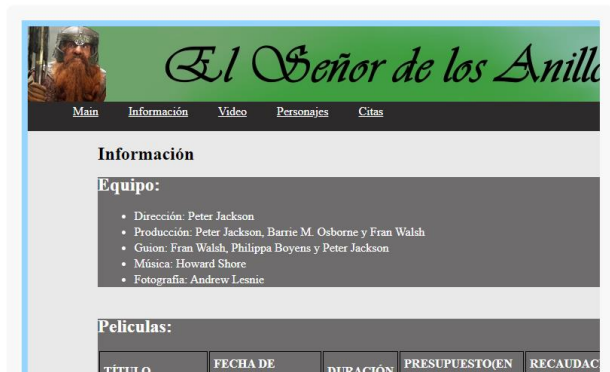 El Señor de los Anillo
Main Información Video Personajes Citas
Información
Equipo:
Dirección: Peter Jackson
Producción: Peter Jackson, Barrie M. Osborne y Fran Walsh
Guion: Fran Walsh, Philippa Boyens y Peter Jackson
Música: Howard Shore
Fotografía: Andrew Lesnie
Peliculas:
TÍTULO FECHA DE DURACIÓN PRESUPUESTO(EN RECAUDAC